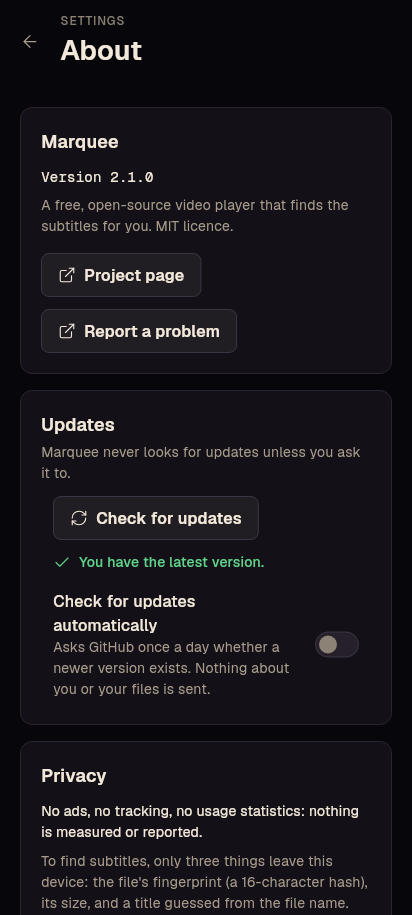 SETTINGS
About
Marquee
Version 2.1.0
A free, open-source video player that finds the
subtitles for you. MIT licence.
Project page
Report a problem
Updates
Marquee never looks for updates unless you ask
it to.
Check for updates
You have the latest version.
Check for updates
automatically
Asks GitHub once a day whether a
newer version exists. Nothing about
you or your files is sent.
Privacy
No ads, no tracking, no usage statistics: nothing
is measured or reported.
To find subtitles, only three things leave this
device: the file's fingerprint (a 16-character hash),
its size, and a title guessed from the file name.